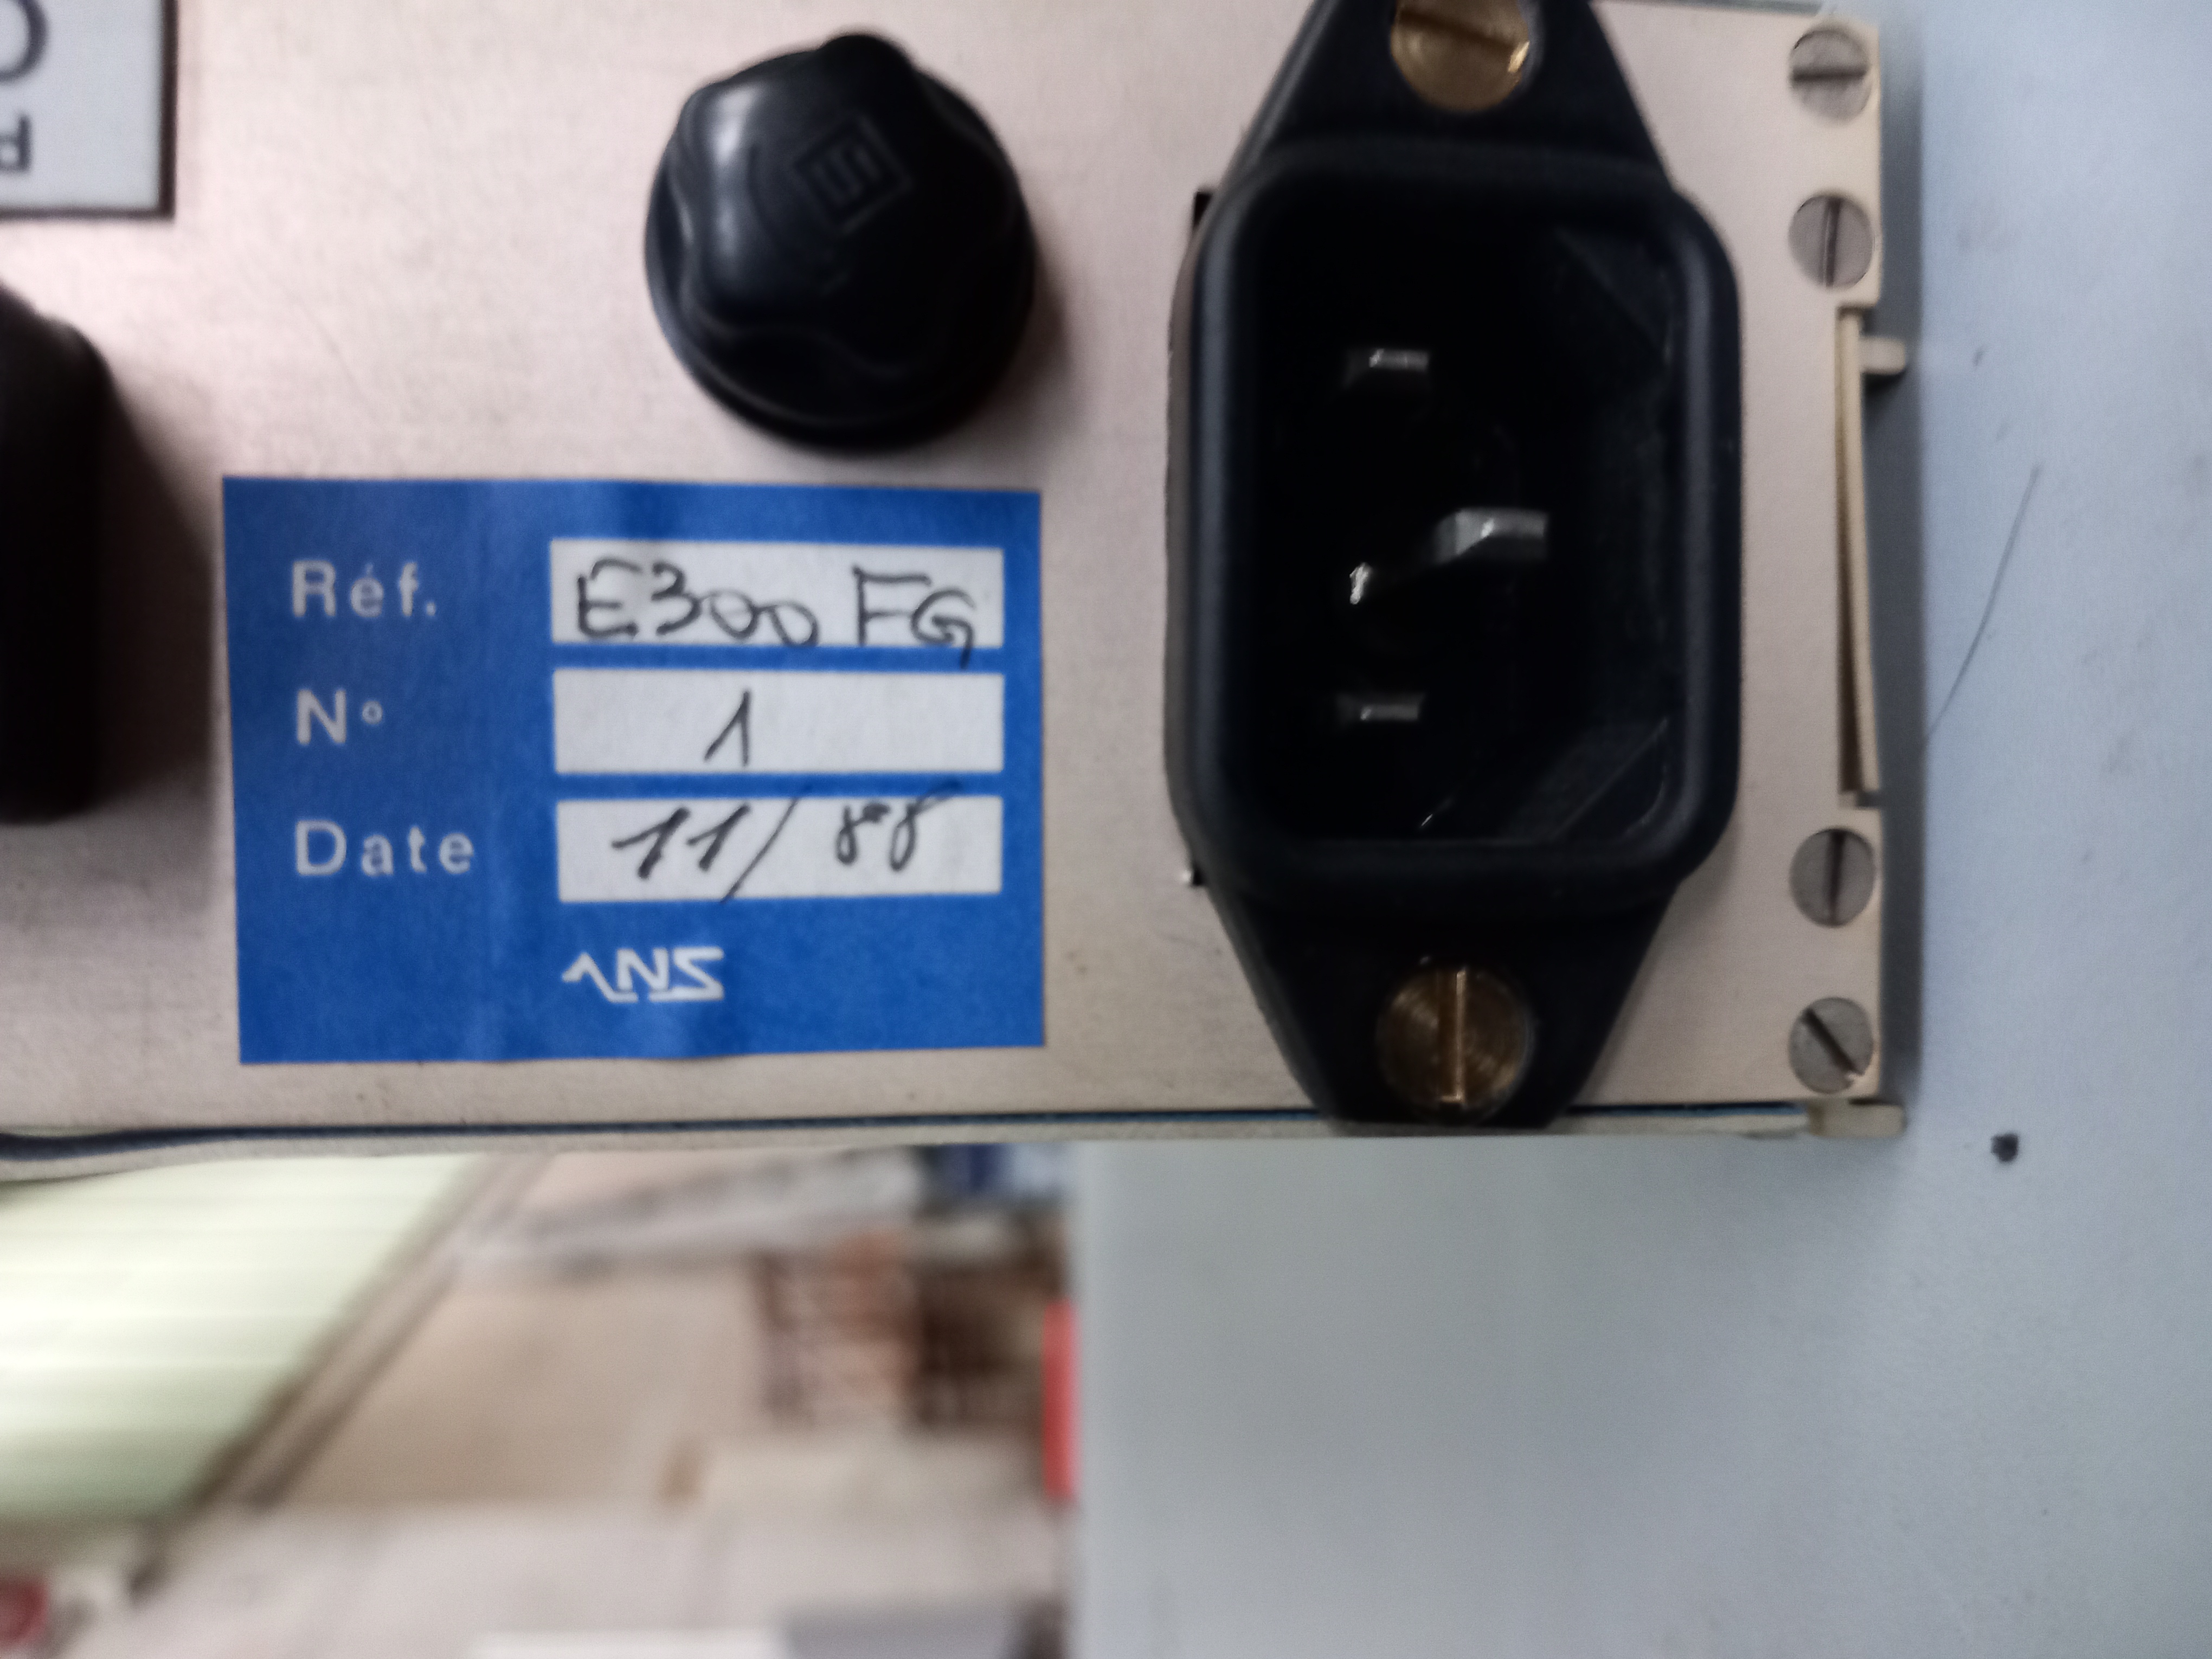 Réf. E300 FG
N° 1
Date 11/88
ANS